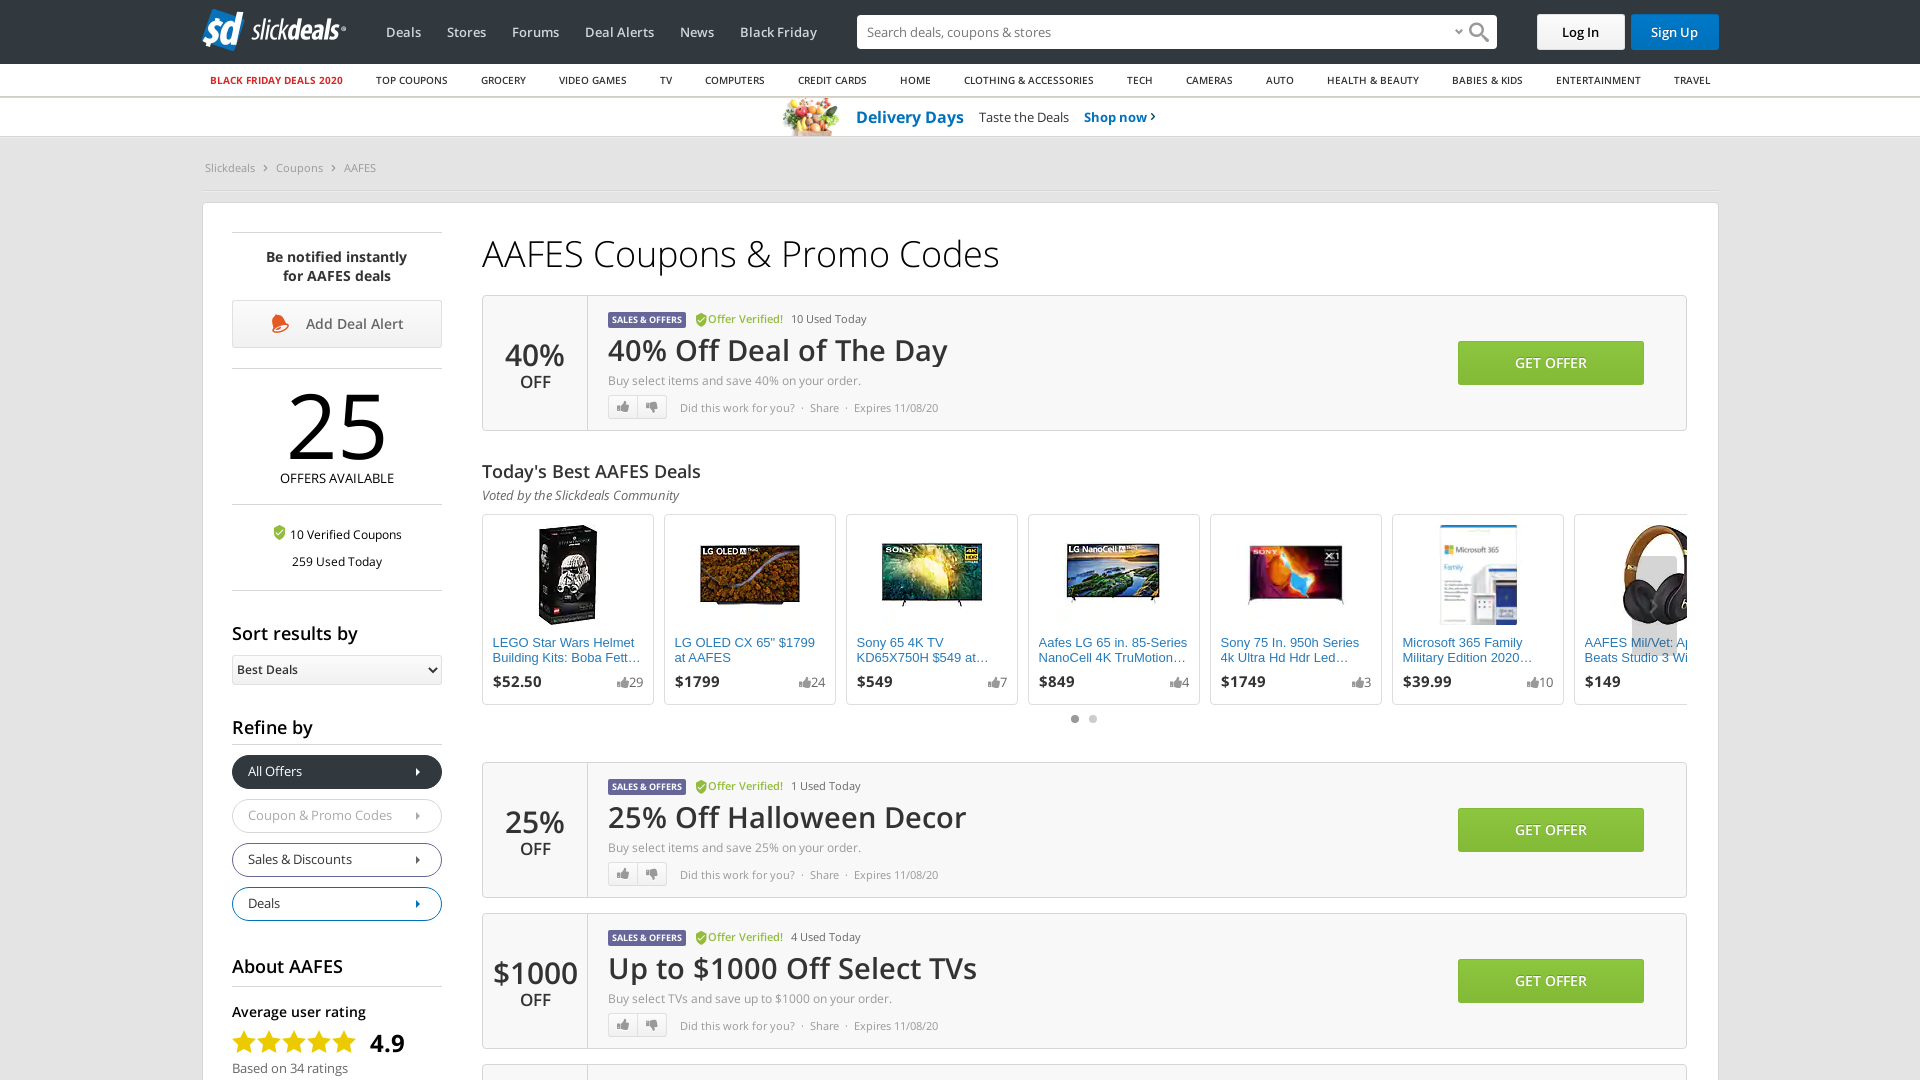 sd slickdeals
Deals Stores Forums Deal Alerts News Black Friday
Search deals, coupons & stores
Log In
Sign Up
BLACK FRIDAY DEALS 2020 TOP COUPONS GROCERY VIDEO GAMES TV COMPUTERS CREDIT CARDS HOME CLOTHING & ACCESSORIES TECH CAMERAS AUTO HEALTH & BEAUTY BABIES & KIDS ENTERTAINMENT TRAVEL
Delivery Days Taste the Deals Shop now
Slickdeals > Coupons > AAFES
Be notified instantly
for AAFES deals
Add Deal Alert
25
OFFERS AVAILABLE
10 Verified Coupons
259 Used Today
Sort results by
Best Deals
Refine by
All Offers
Coupon & Promo Codes
Sales & Discounts
Deals
About AAFES
Average user rating
4.9
Based on 34 ratings
AAFES Coupons & Promo Codes
40%
OFF
SALES & OFFERS Offer Verified! 10 Used Today
40% Off Deal of The Day
Buy select items and save 40% on your order.
Did this work for you? · Share · Expires 11/08/20
GET OFFER
Today's Best AAFES Deals
Voted by the Slickdeals Community
LEGO Star Wars Helmet
Building Kits: Boba Fett…
$52.50 29
LG OLED
LG OLED CX 65" $1799
at AAFES
$1799 24
SONY 4K HDR
Sony 65 4K TV
KD65X750H $549 at…
$549 7
LG NanoCell
Aafes LG 65 in. 85-Series
NanoCell 4K TruMotion…
$849 4
SONY X1
Sony 75 In. 950h Series
4k Ultra Hd Hdr Led…
$1749 3
Microsoft 365
Family
Microsoft 365 Family
Military Edition 2020…
$39.99 10
AAFES Mil/Vet: Ap
Beats Studio 3 Wi
$149
25%
OFF
SALES & OFFERS Offer Verified! 1 Used Today
25% Off Halloween Decor
Buy select items and save 25% on your order.
Did this work for you? · Share · Expires 11/08/20
GET OFFER
$1000
OFF
SALES & OFFERS Offer Verified! 4 Used Today
Up to $1000 Off Select TVs
Buy select TVs and save up to $1000 on your order.
Did this work for you? · Share · Expires 11/08/20
GET OFFER